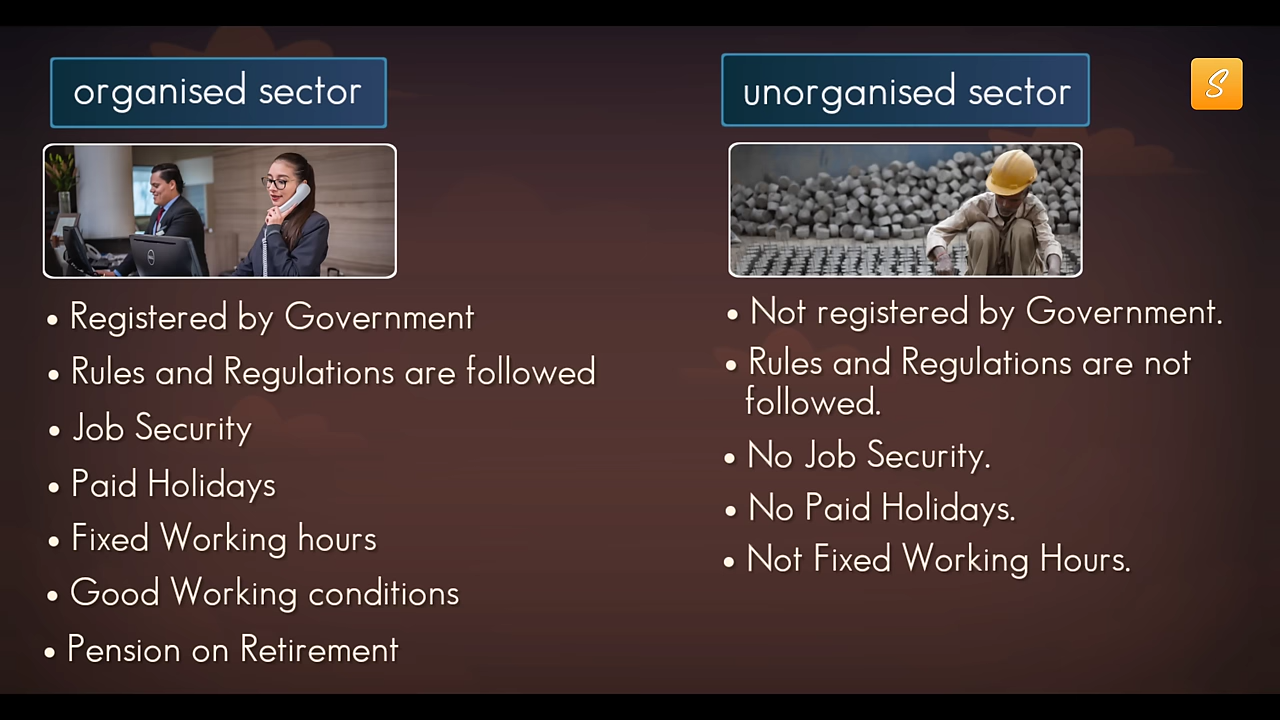 organised sector
• Registered by Government
• Rules and Regulations are followed
• Job Security
• Paid Holidays
• Fixed Working hours
• Good Working conditions
• Pension on Retirement
unorganised sector
S
• Not registered by Government.
• Rules and Regulations are not
followed.
• No Job Security.
• No Paid Holidays.
• Not Fixed Working Hours.